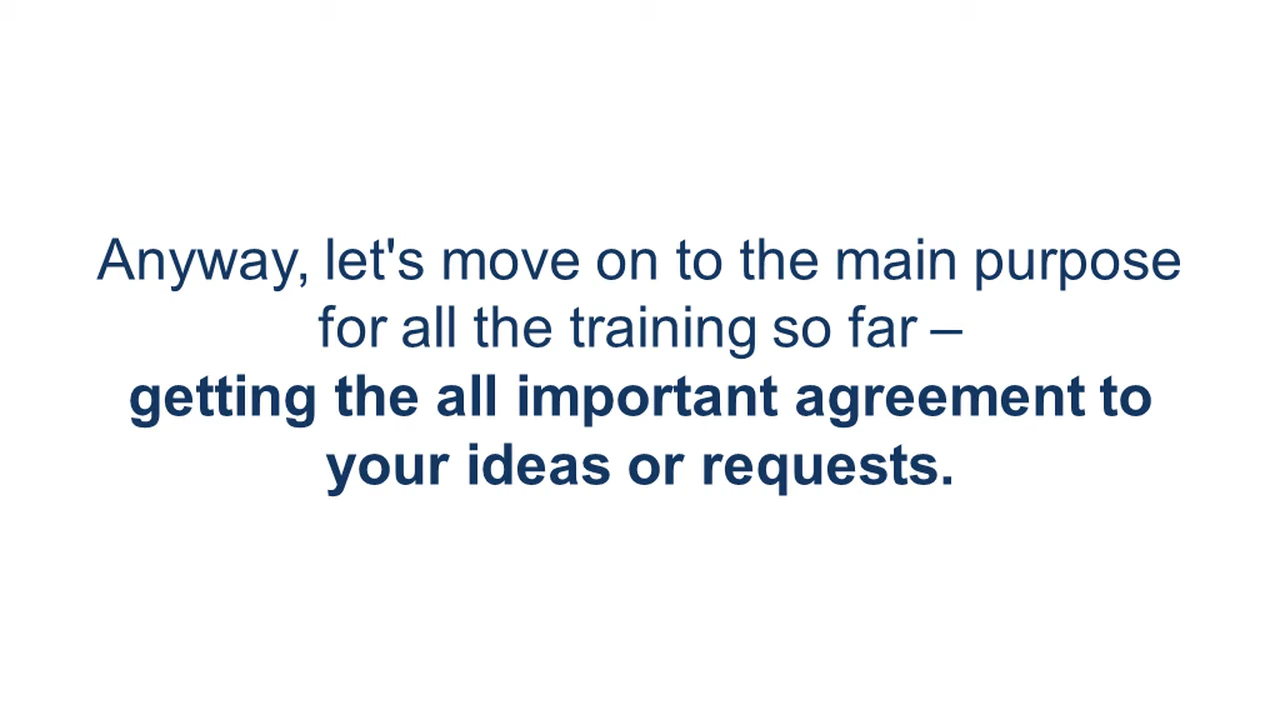 Anyway, let's move on to the main purpose
for all the training so far –
getting the all important agreement to
your ideas or requests.